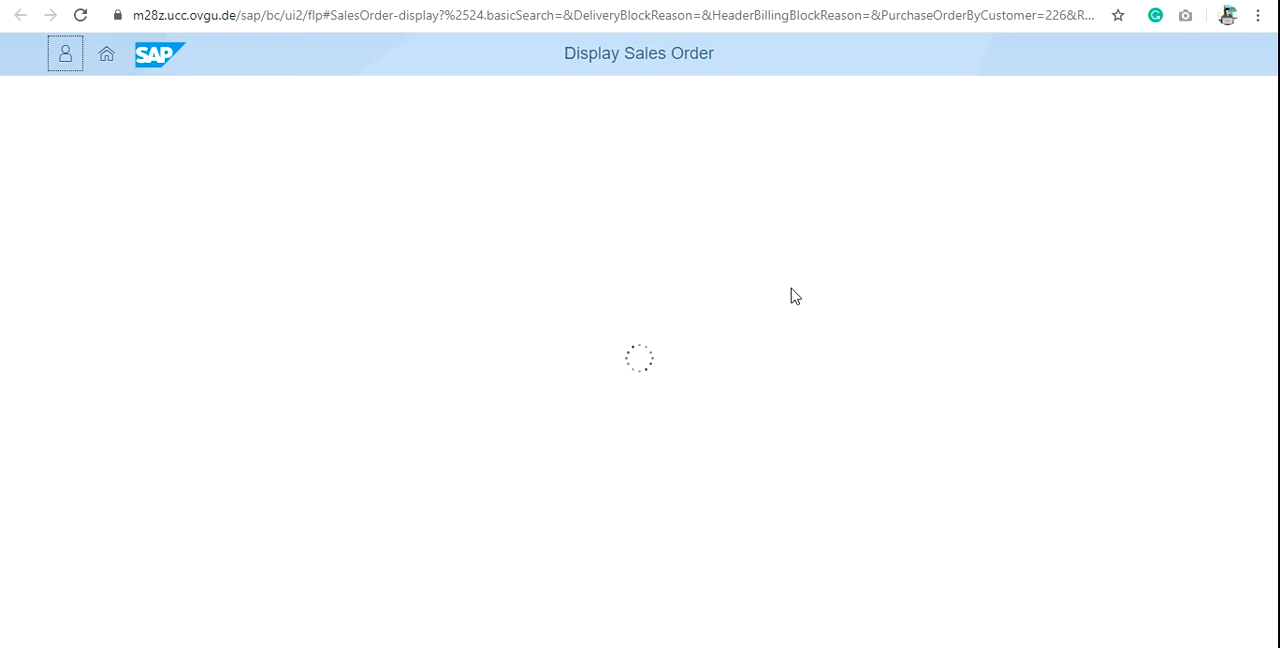 m28z.ucc.ovgu.de/sap/bc/ui2/flp#SalesOrder-display?%2524.basicSearch=&DeliveryBlockReason=&HeaderBillingBlockReason=&PurchaseOrderByCustomer=226&R...
SAP
Display Sales Order